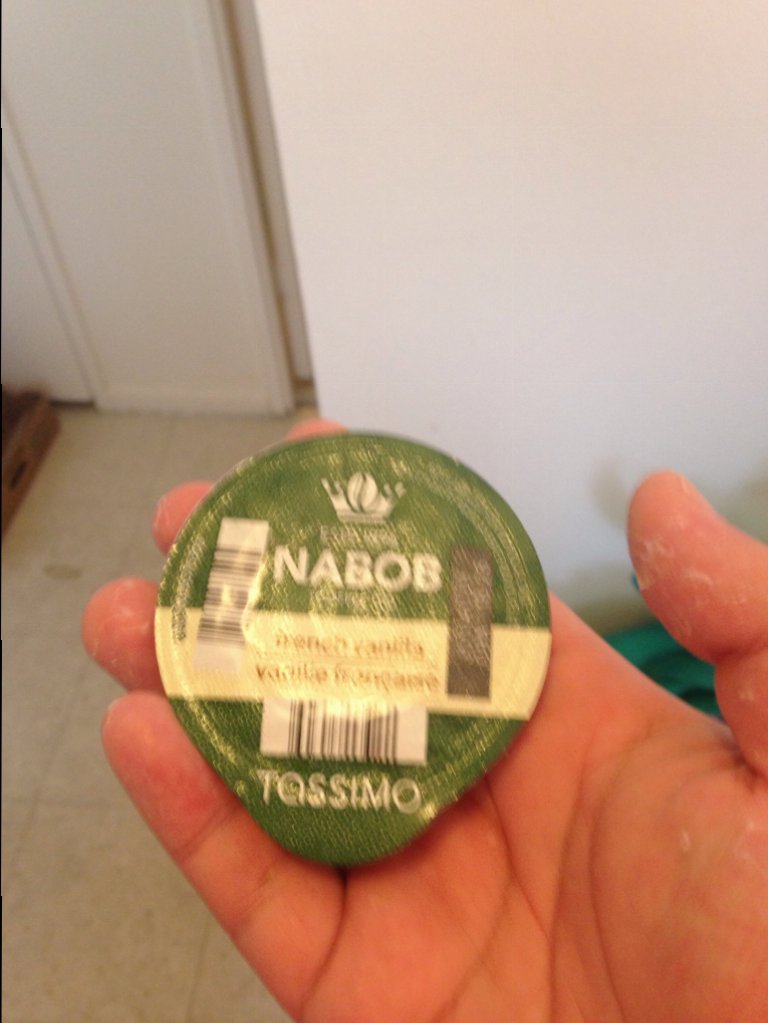 NABOB
french vanilla
vanille française
TASSIMO